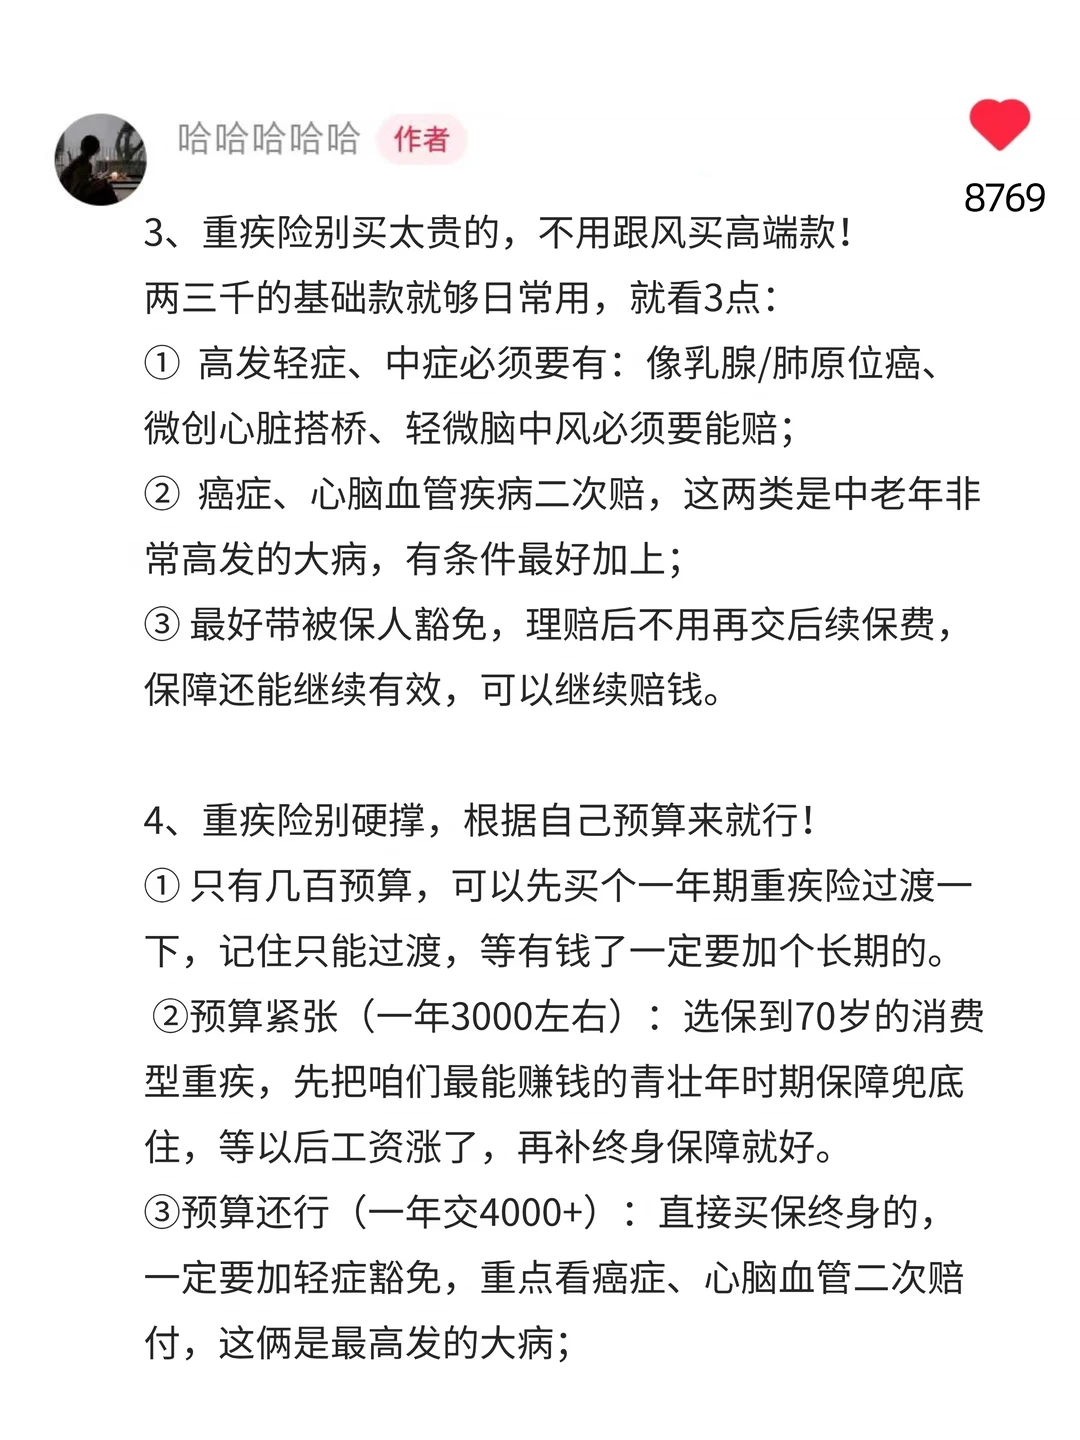 哈哈哈哈哈 作者
8769
3、重疾险别买太贵的，不用跟风买高端款！
两三千的基础款就够日常用，就看3点：
① 高发轻症、中症必须要有：像乳腺/肺原位癌、
微创心脏搭桥、轻微脑中风必须要能赔；
② 癌症、心脑血管疾病二次赔，这两类是中老年非
常高发的大病，有条件最好加上；
③ 最好带被保人豁免，理赔后不用再交后续保费，
保障还能继续有效，可以继续赔钱。
4、重疾险别硬撑，根据自己预算来就行！
① 只有几百预算，可以先买个一年期重疾险过渡一
下，记住只能过渡，等有钱了一定要加个长期的。
②预算紧张（一年3000左右）：选保到70岁的消费
型重疾，先把咱们最能赚钱的青壮年时期保障兜底
住，等以后工资涨了，再补终身保障就好。
③预算还行（一年交4000+）：直接买保终身的，
一定要加轻症豁免，重点看癌症、心脑血管二次赔
付，这俩是最高发的大病；